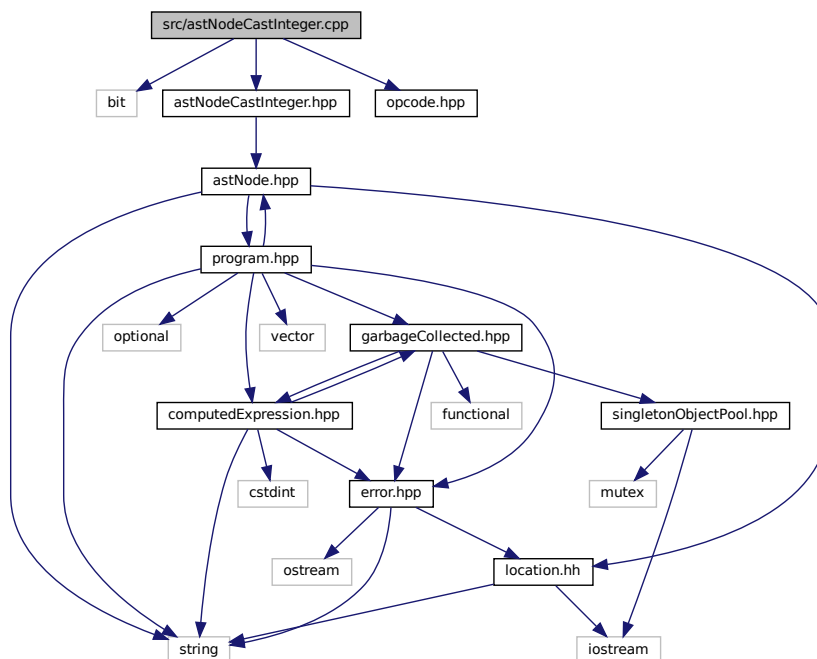 src/astNodeCastInteger.cpp
bit
astNodeCastInteger.hpp
opcode.hpp
astNode.hpp
program.hpp
optional
vector
garbageCollected.hpp
computedExpression.hpp
functional
singletonObjectPool.hpp
cstdint
error.hpp
mutex
ostream
location.hh
string
iostream